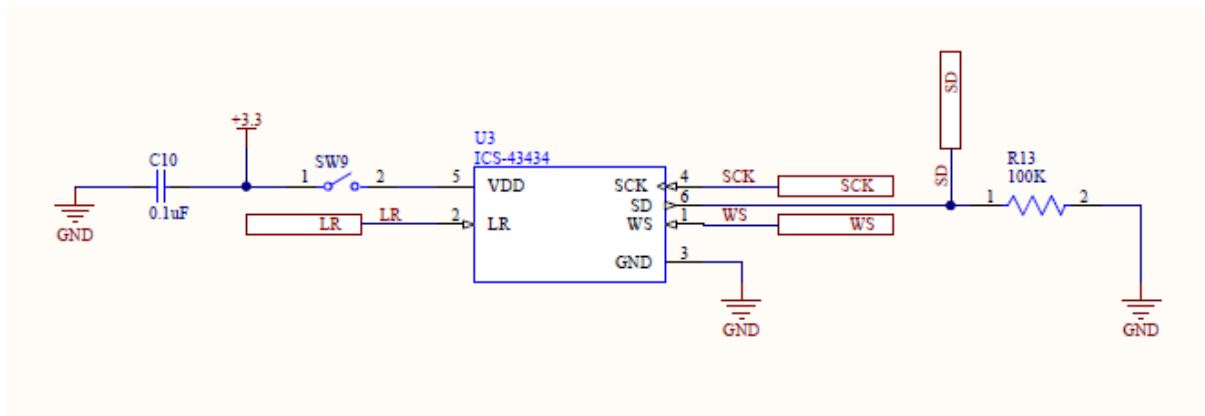 SD
U3
ICS-43434
+3.3
C10
SW9
R13
100K
1
2
5
VDD
SCK
4
SCK
SCK
SD
6
SD
1
2
0.1uF
LR
LR
2
LR
WS
1
WS
WS
GND
GND
3
GND
GND